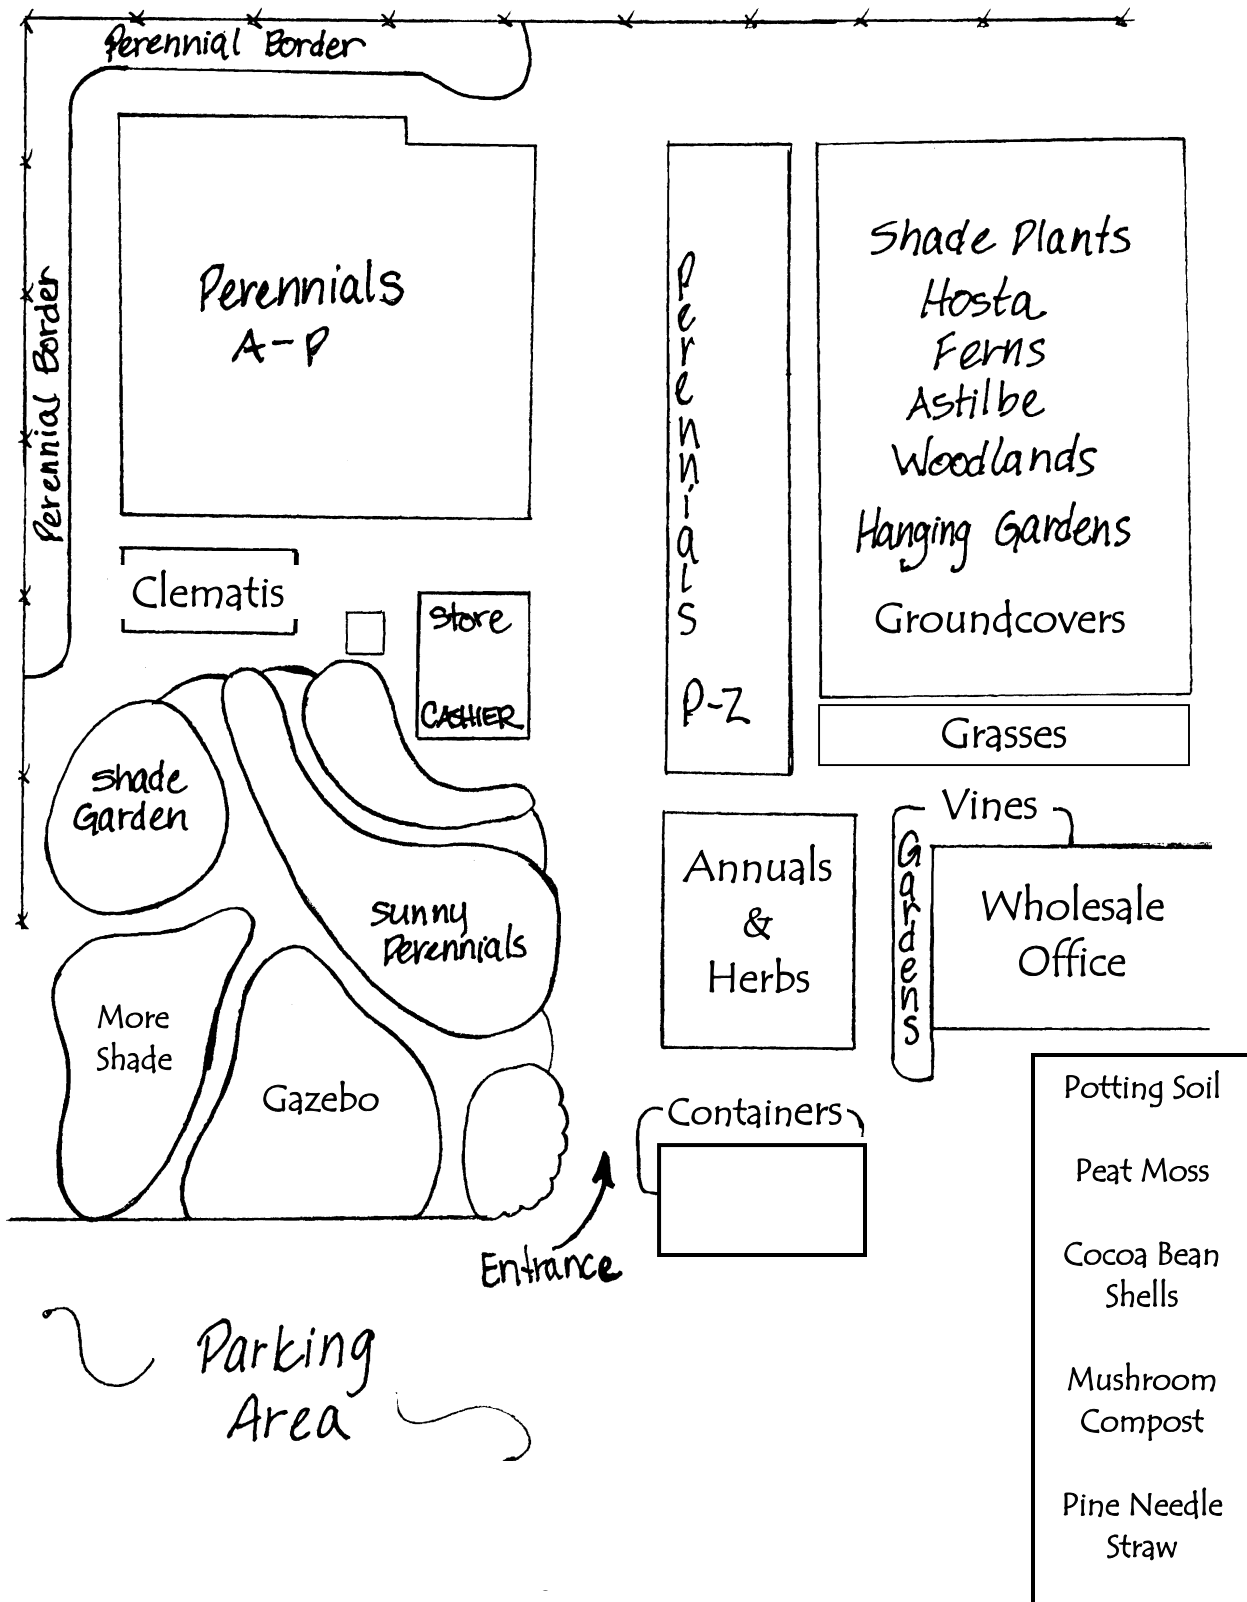 Perennial Border
Perennial Border
Perennials
A-P
Perennials P-Z
Shade Plants
Hosta
Ferns
Astilbe
Woodlands
Hanging Gardens
Groundcovers
Grasses
Clematis
Store
CASHIER
Shade
Garden
Sunny
Perennials
More
Shade
Gazebo
Annuals
&
Herbs
Vines
Gardens
Wholesale
Office
Containers
Entrance
Parking
Area
Potting Soil
Peat Moss
Cocoa Bean
Shells
Mushroom
Compost
Pine Needle
Straw